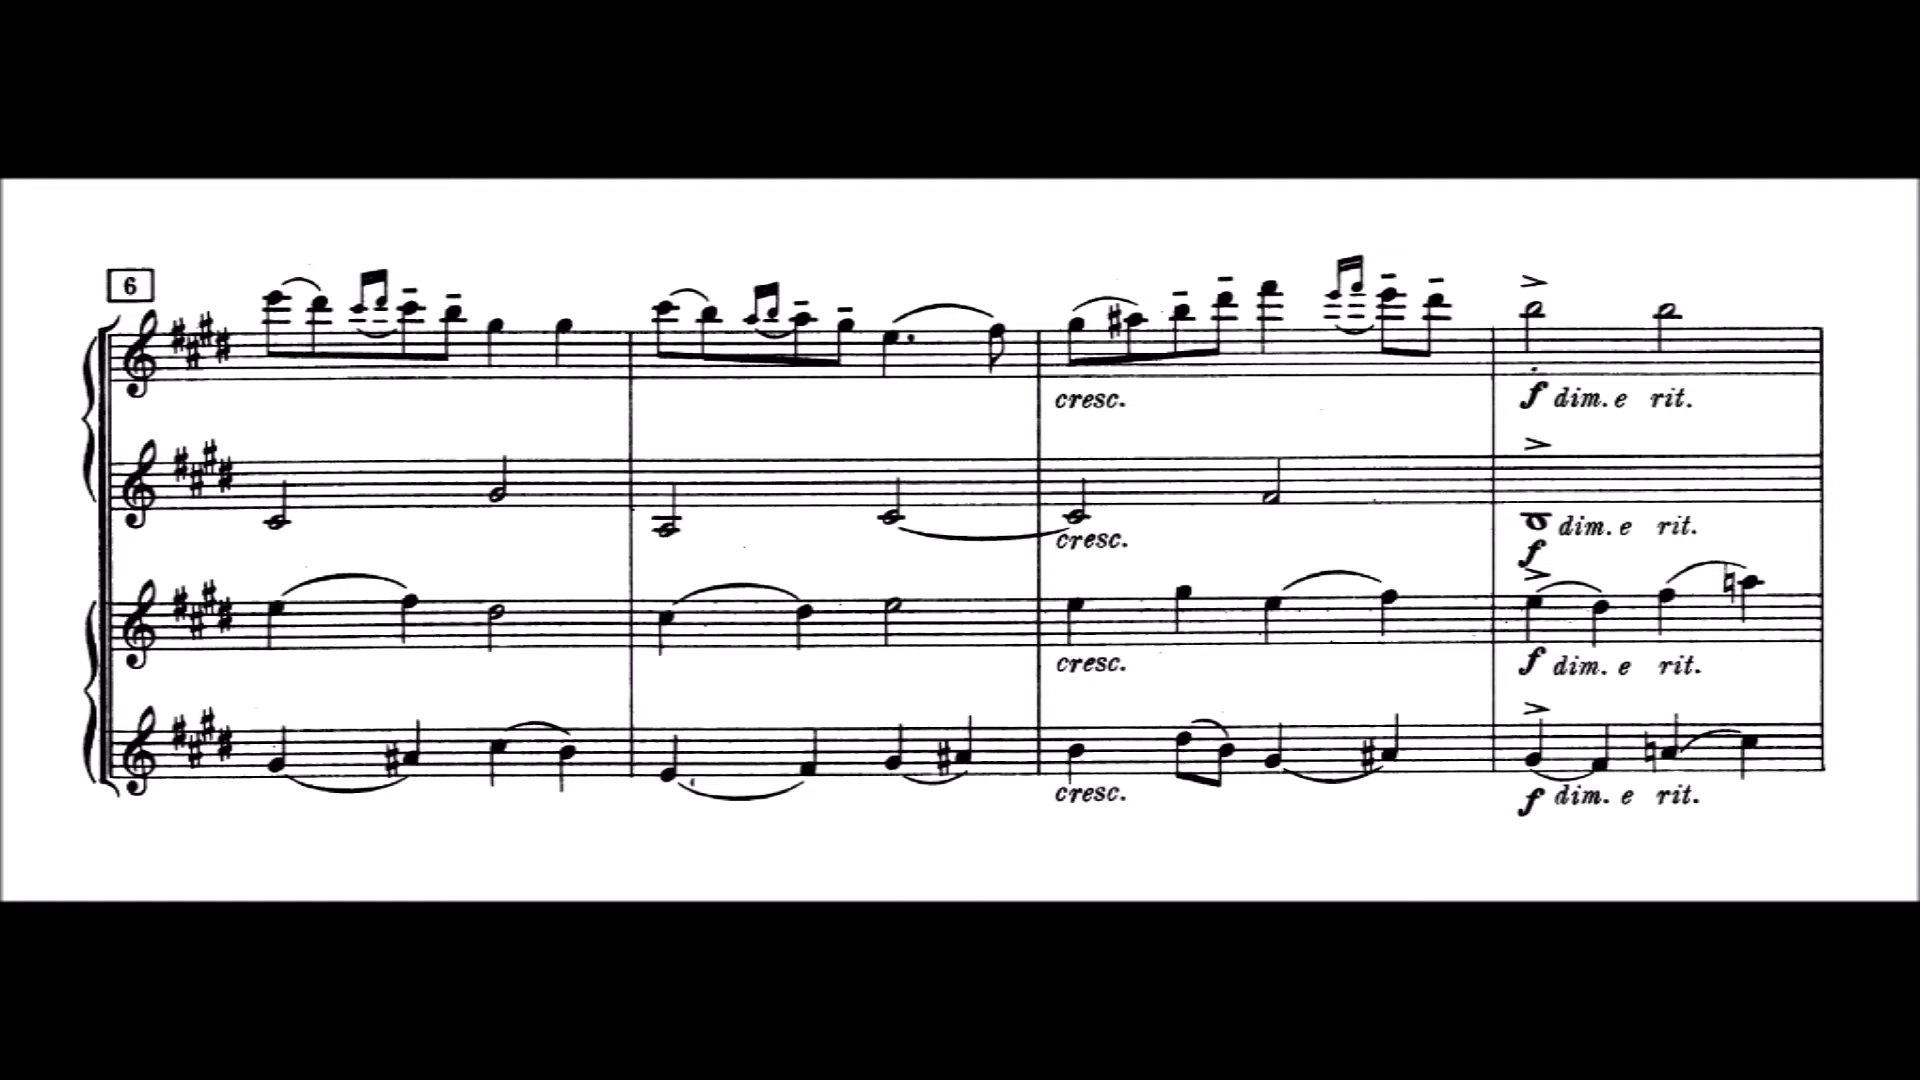 6
cresc.
f dim. e rit.
cresc.
dim. e rit.
f
cresc.
f dim. e rit.
cresc.
f dim. e rit.